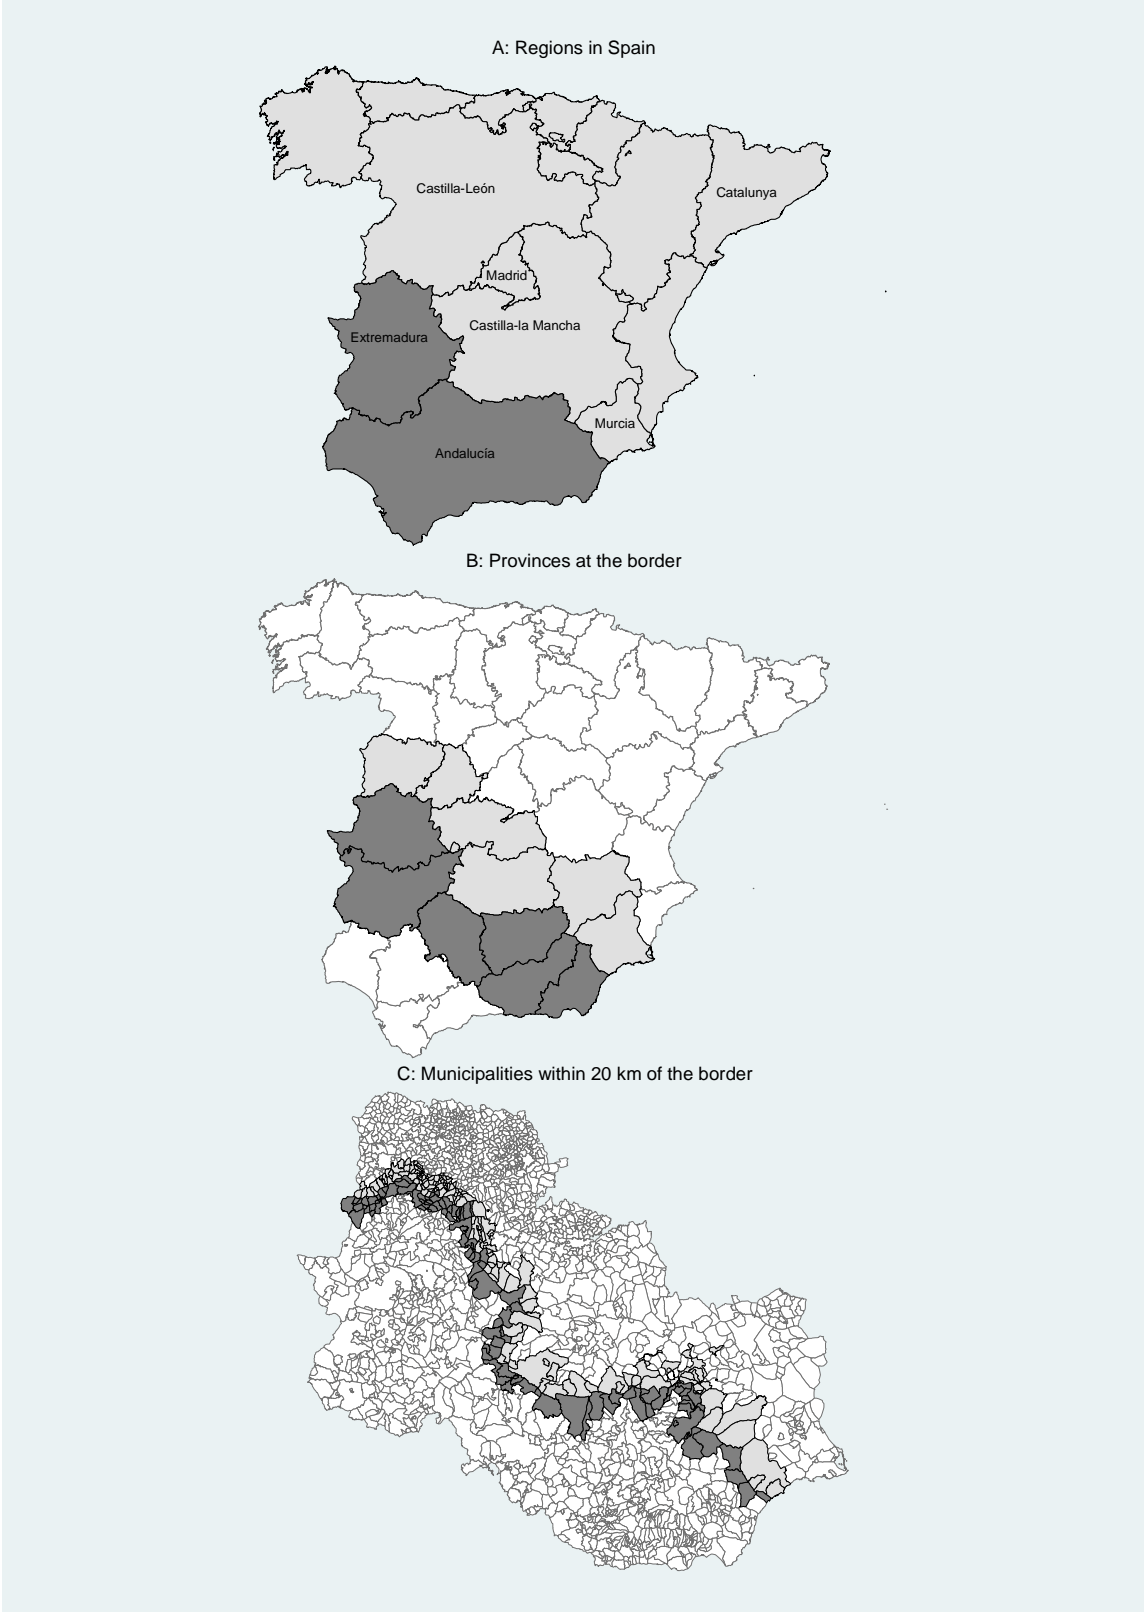 A: Regions in Spain
Castilla-León
Catalunya
Madrid
Castilla-la Mancha
Extremadura
Murcia
Andalucía
B: Provinces at the border
C: Municipalities within 20 km of the border